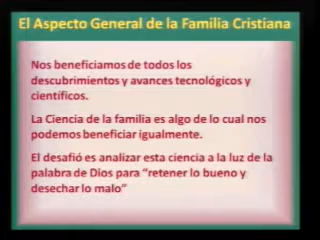 El Aspecto General de la Familia Cristiana
Nos beneficiamos de todos los
descubrimientos y avances tecnológicos y
científicos.
La Ciencia de la familia es algo de lo cual nos
podemos beneficiar igualmente.
El desafió es analizar esta ciencia a la luz de la
palabra de Dios para “retener lo bueno y
desechar lo malo”